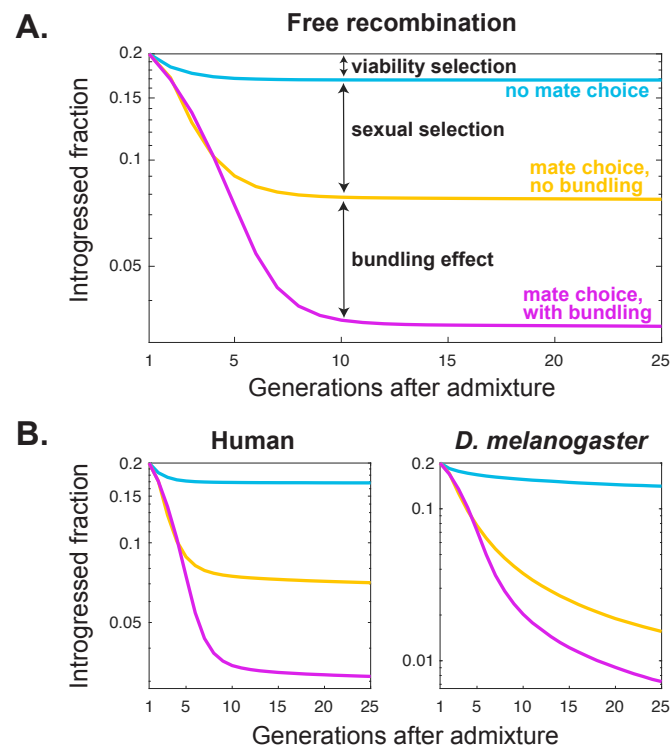 A.
Free recombination
Introgressed fraction
0.2
0.15
0.1
0.05
viability selection
no mate choice
sexual selection
mate choice,
no bundling
bundling effect
mate choice,
with bundling
1 5 10 15 20 25
Generations after admixture
B.
Human
D. melanogaster
Introgressed fraction
0.2
0.15
0.1
0.05
1 5 10 15 20 25
0.2
0.1
0.01
1 5 10 15 20 25
Generations after admixture